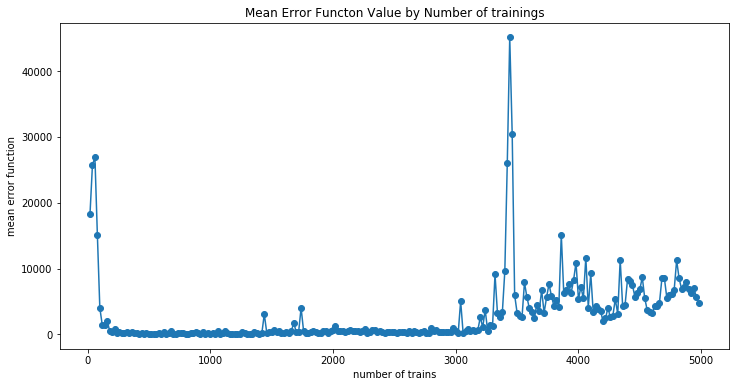 Mean Error Functon Value by Number of trainings
mean error function
40000
30000
20000
10000
0
0 1000 2000 3000 4000 5000
number of trains